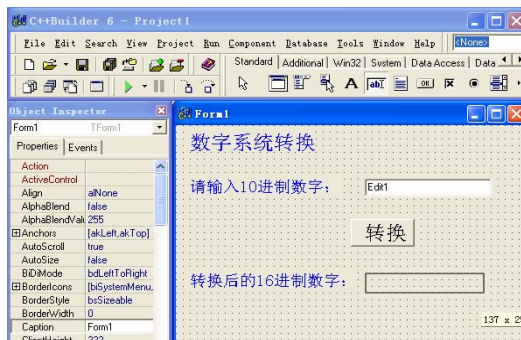 C++Builder 6 - Project1
File Edit Search View Project Run Component Database Tools Window Help <None>
Standard Additional Win32 System Data Access Data
Object Inspector
Form1 TForm1
Properties Events
Action
ActiveControl
Align alNone
AlphaBlend false
AlphaBlendVal 255
Anchors [akLeft,akTop]
AutoScroll true
AutoSize false
BiDiMode bdLeftToRight
BorderIcons [biSystemMenu,
BorderStyle bsSizeable
BorderWidth 0
Caption Form1
ClientHeight 222
Form1
数字系统转换
请输入10进制数字： Edit1
转换
转换后的16进制数字：
137 x 25